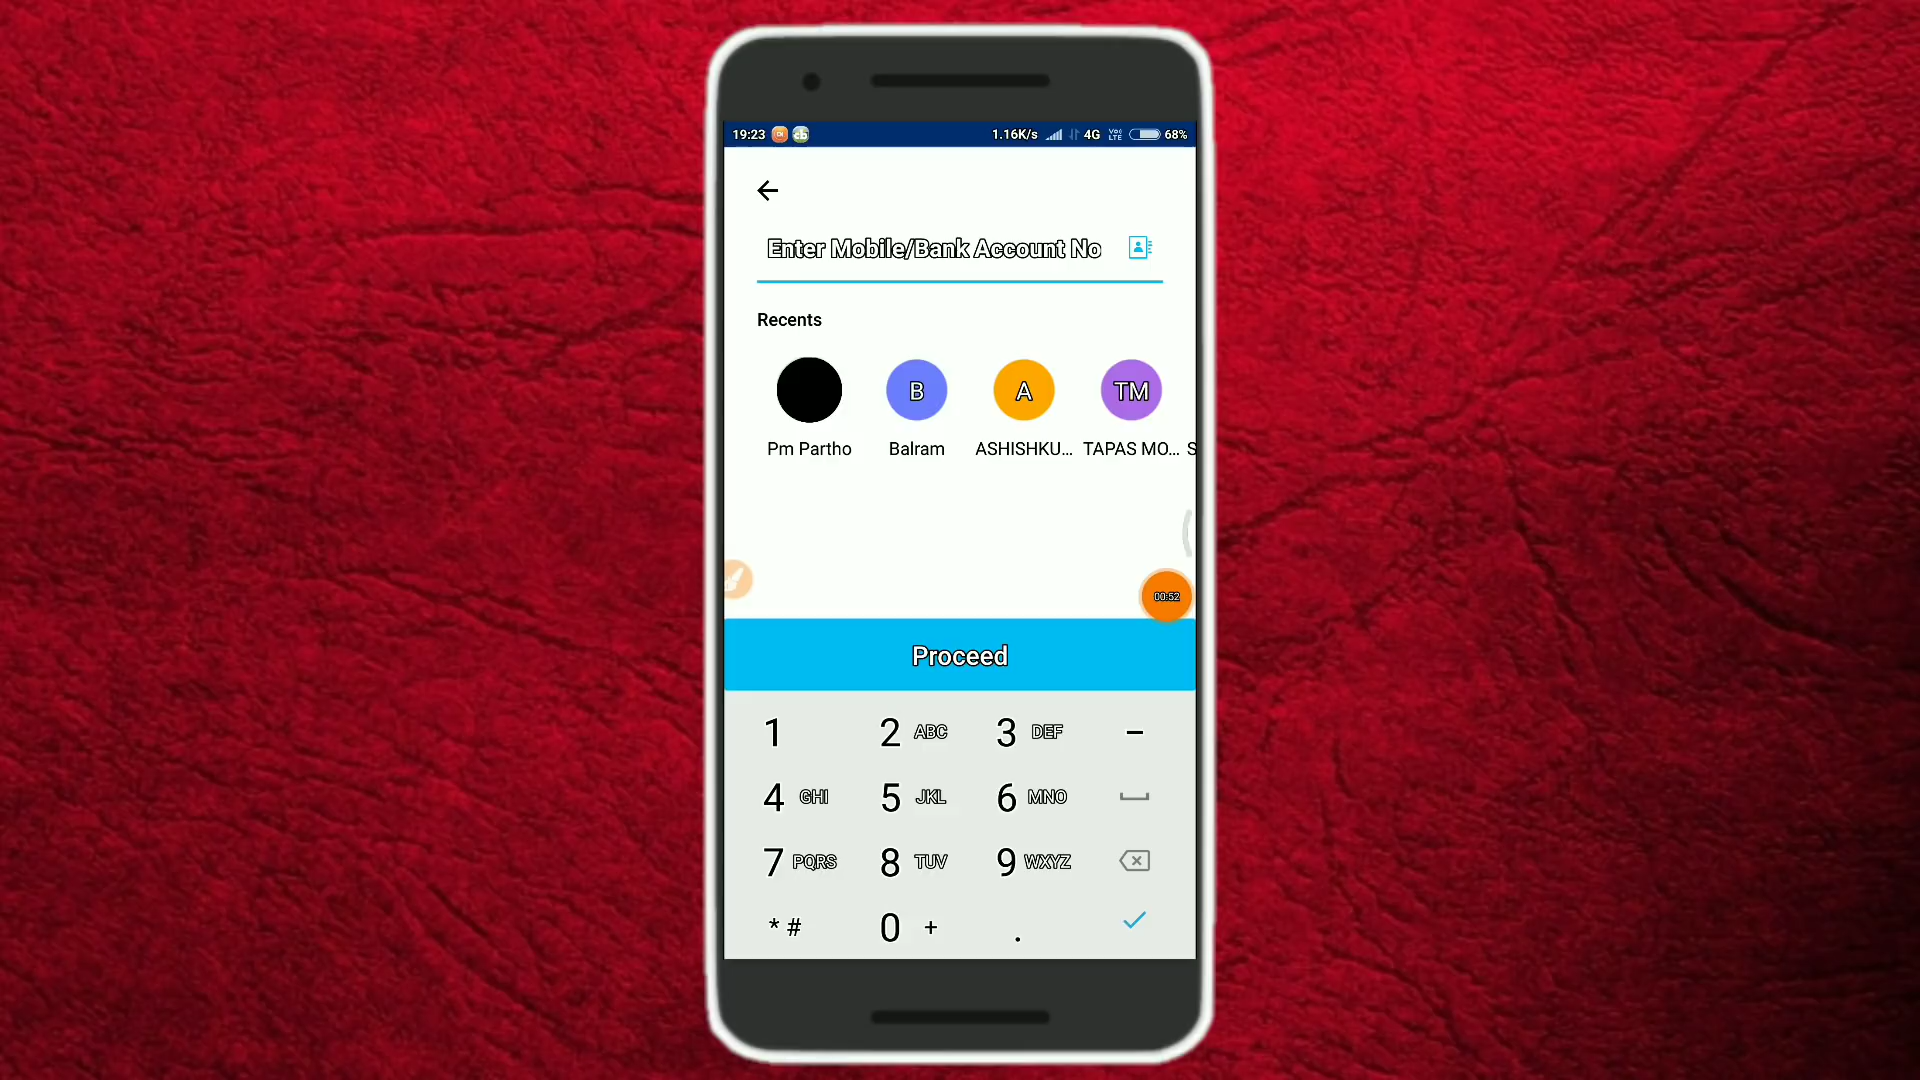 19:23 1.16K/s 4G VoLTE 68%
Enter Mobile/Bank Account No
Recents
B A TM
Pm Partho Balram ASHISHKU... TAPAS MO... S
00:52
Proceed
1 2 ABC 3 DEF -
4 GHI 5 JKL 6 MNO
7 PQRS 8 TUV 9 WXYZ
* # 0 + .